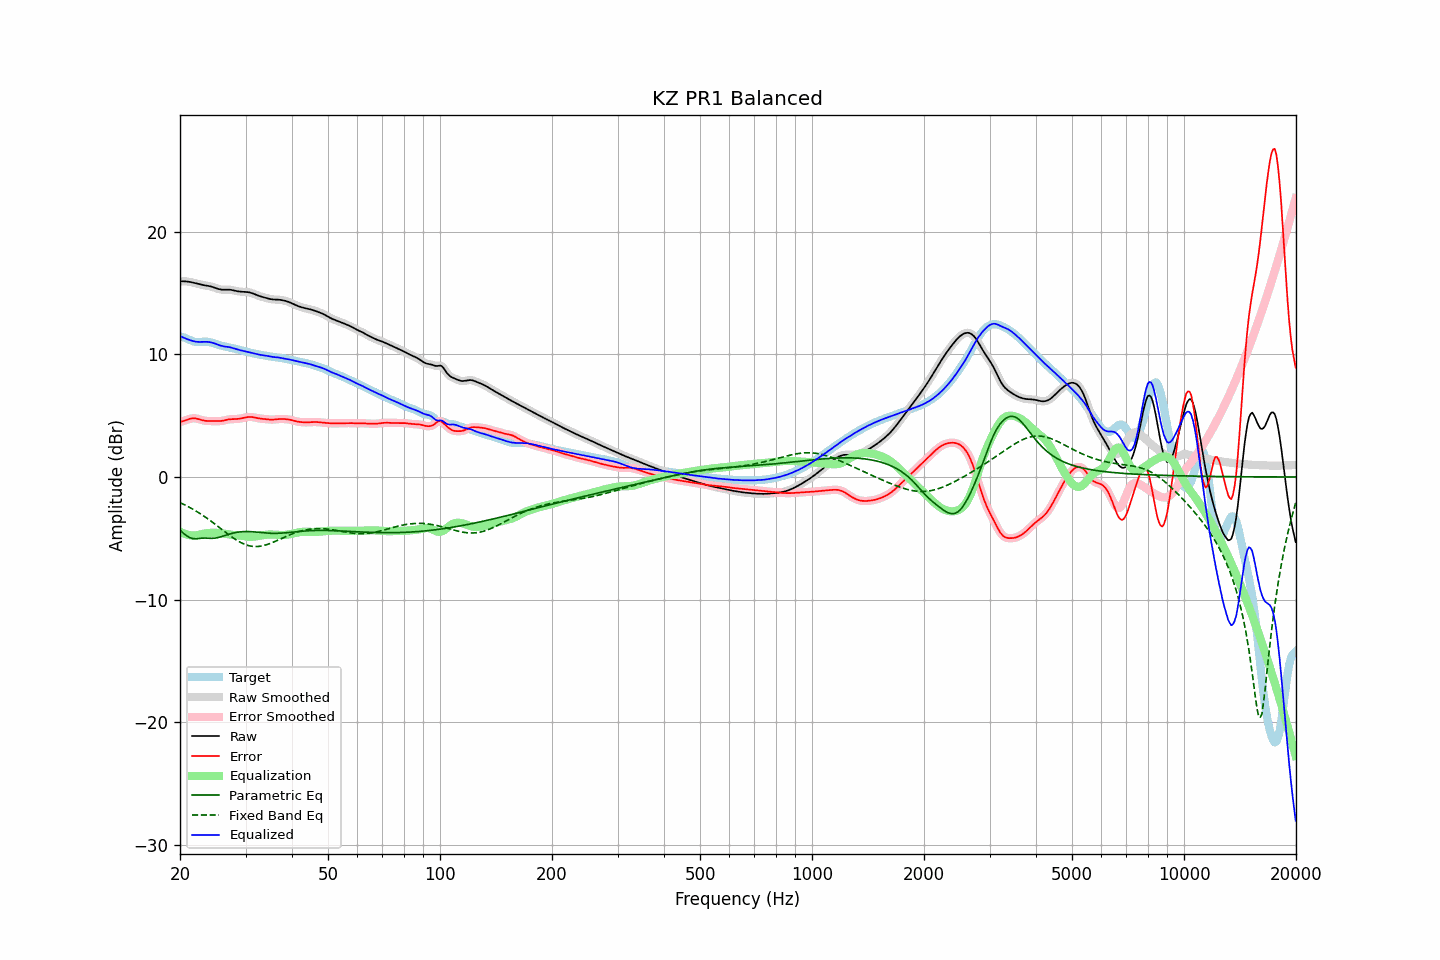 KZ PR1 Balanced
Amplitude (dBr)
20
10
0
−10
−20
−30
Target
Raw Smoothed
Error Smoothed
Raw
Error
Equalization
Parametric Eq
Fixed Band Eq
Equalized
20 50 100 200 500 1000 2000 5000 10000 20000
Frequency (Hz)